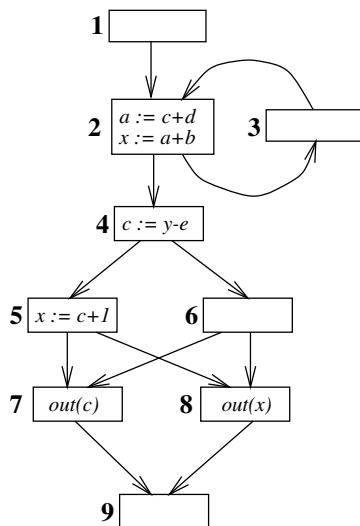 1
2
a := c+d
x := a+b
3
4
c := y-e
5
x := c+1
6
7
out(c)
8
out(x)
9